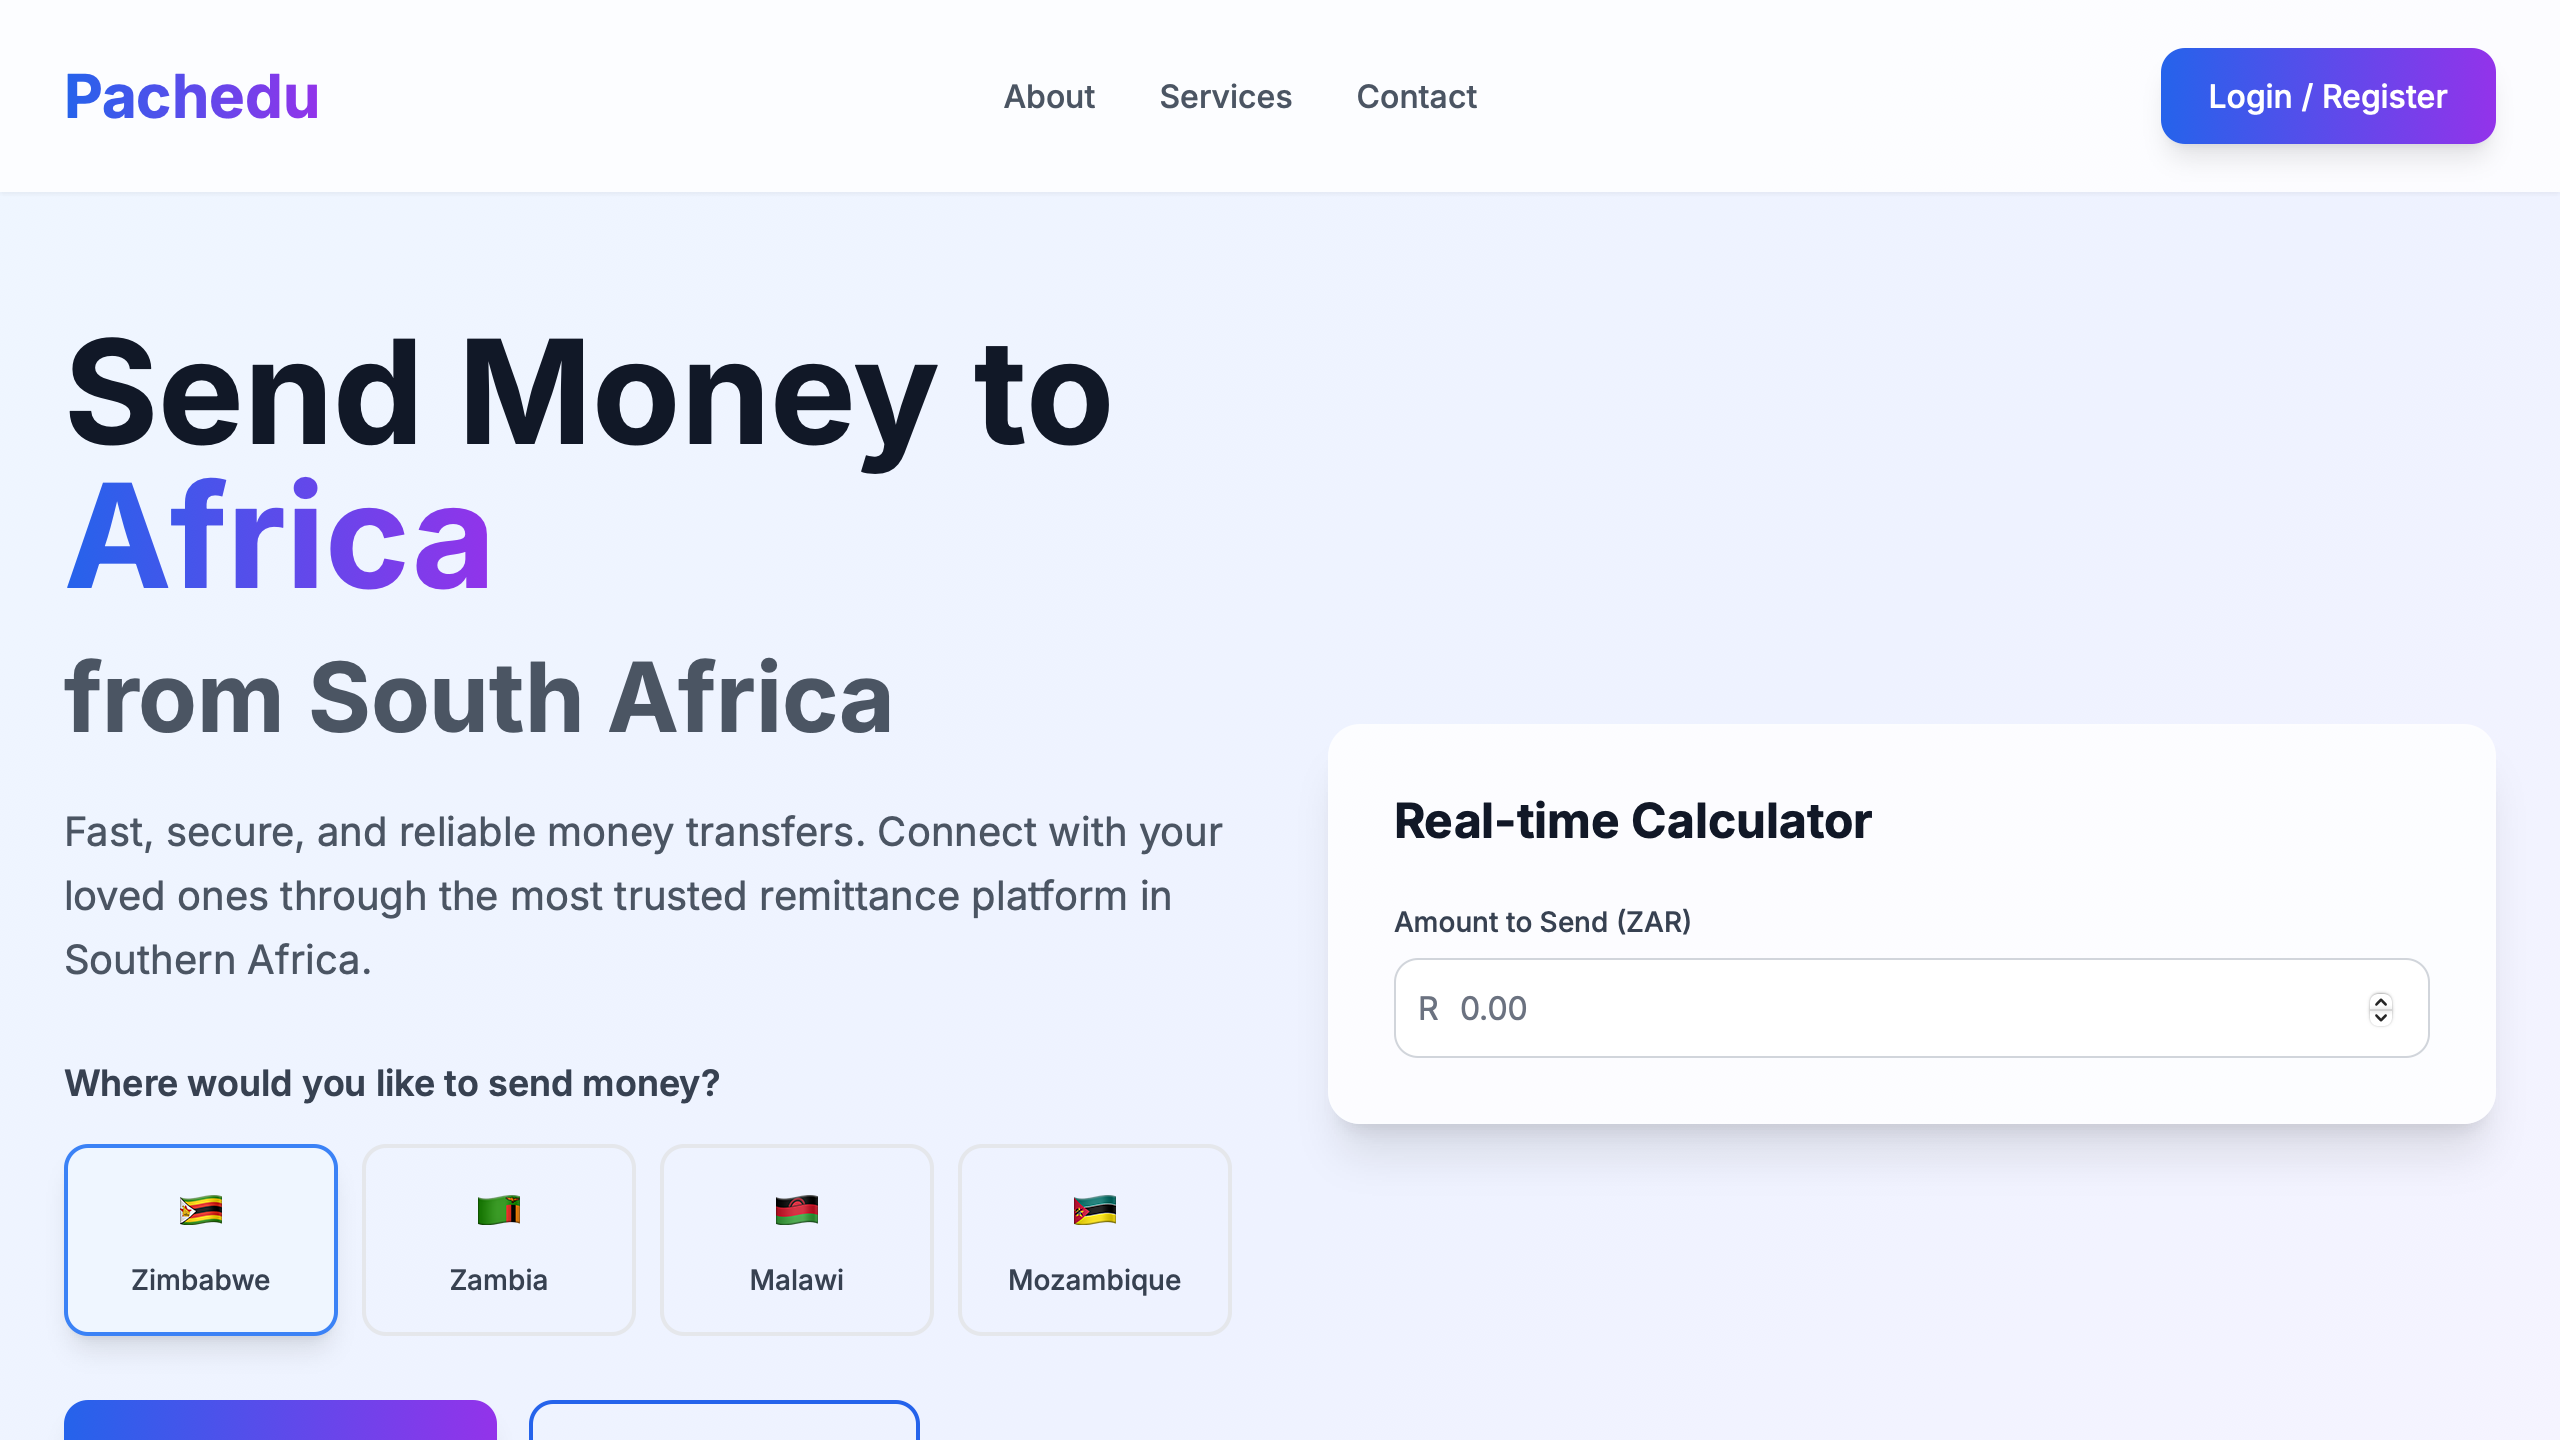 Pachedu
About
Services
Contact
Login / Register
Send Money to
Africa
from South Africa
Fast, secure, and reliable money transfers. Connect with your
loved ones through the most trusted remittance platform in
Southern Africa.
Where would you like to send money?
Zimbabwe
Zambia
Malawi
Mozambique
Real-time Calculator
Amount to Send (ZAR)
R 0.00